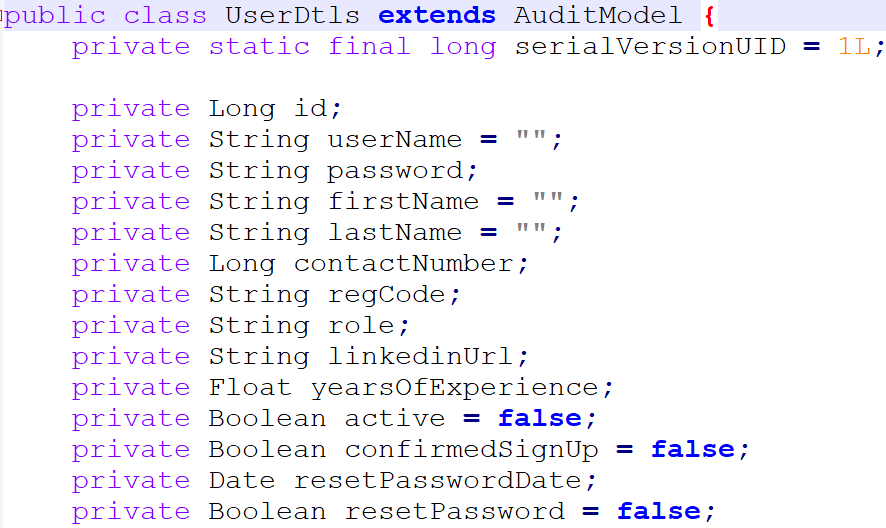 public class UserDtls extends AuditModel {
private static final long serialVersionUID = 1L;
private Long id;
private String userName = "";
private String password;
private String firstName = "";
private String lastName = "";
private Long contactNumber;
private String regCode;
private String role;
private String linkedinUrl;
private Float yearsOfExperience;
private Boolean active = false;
private Boolean confirmedSignUp = false;
private Date resetPasswordDate;
private Boolean resetPassword = false;